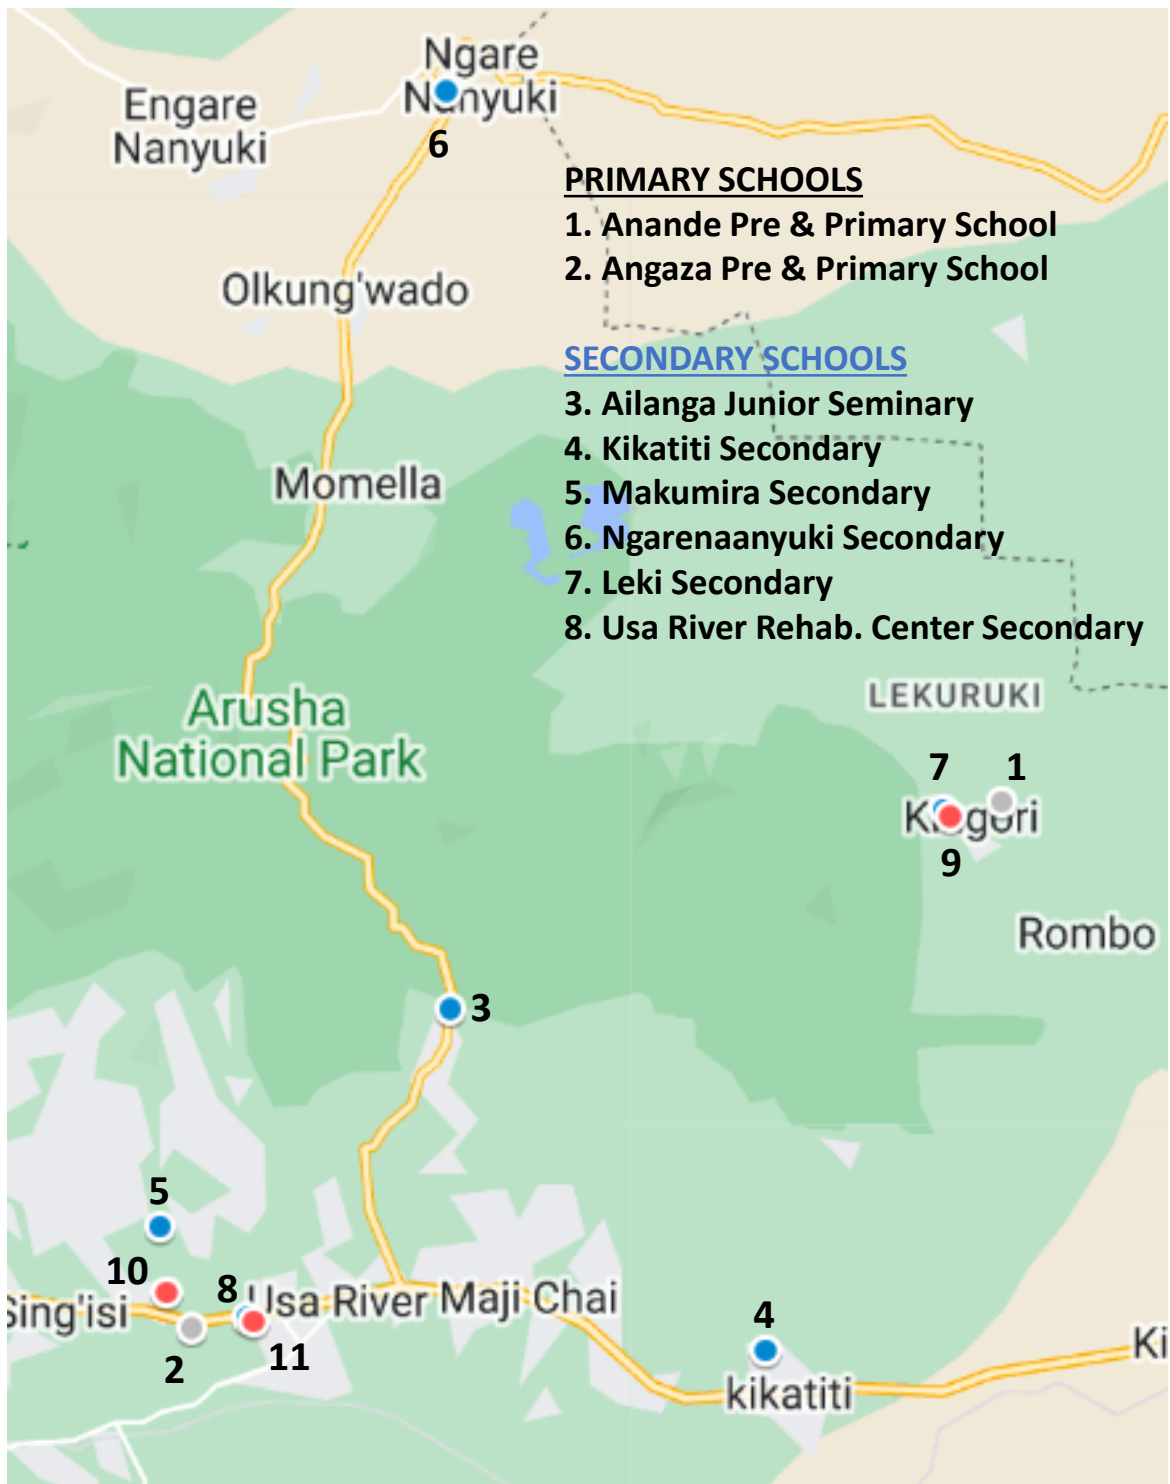 Ngare
Nanyuki
Engare
Nanyuki
6
PRIMARY SCHOOLS
1. Anande Pre & Primary School
2. Angaza Pre & Primary School
Olkung'wado
SECONDARY SCHOOLS
3. Ailanga Junior Seminary
4. Kikatiti Secondary
5. Makumira Secondary
6. Ngarenaanyuki Secondary
7. Leki Secondary
8. Usa River Rehab. Center Secondary
Momella
LEKURUKI
Arusha
National Park
7
1
9
Rombo
3
5
10
8
Sing'isi
Usa River
Maji Chai
4
2
11
Ki
kikatiti